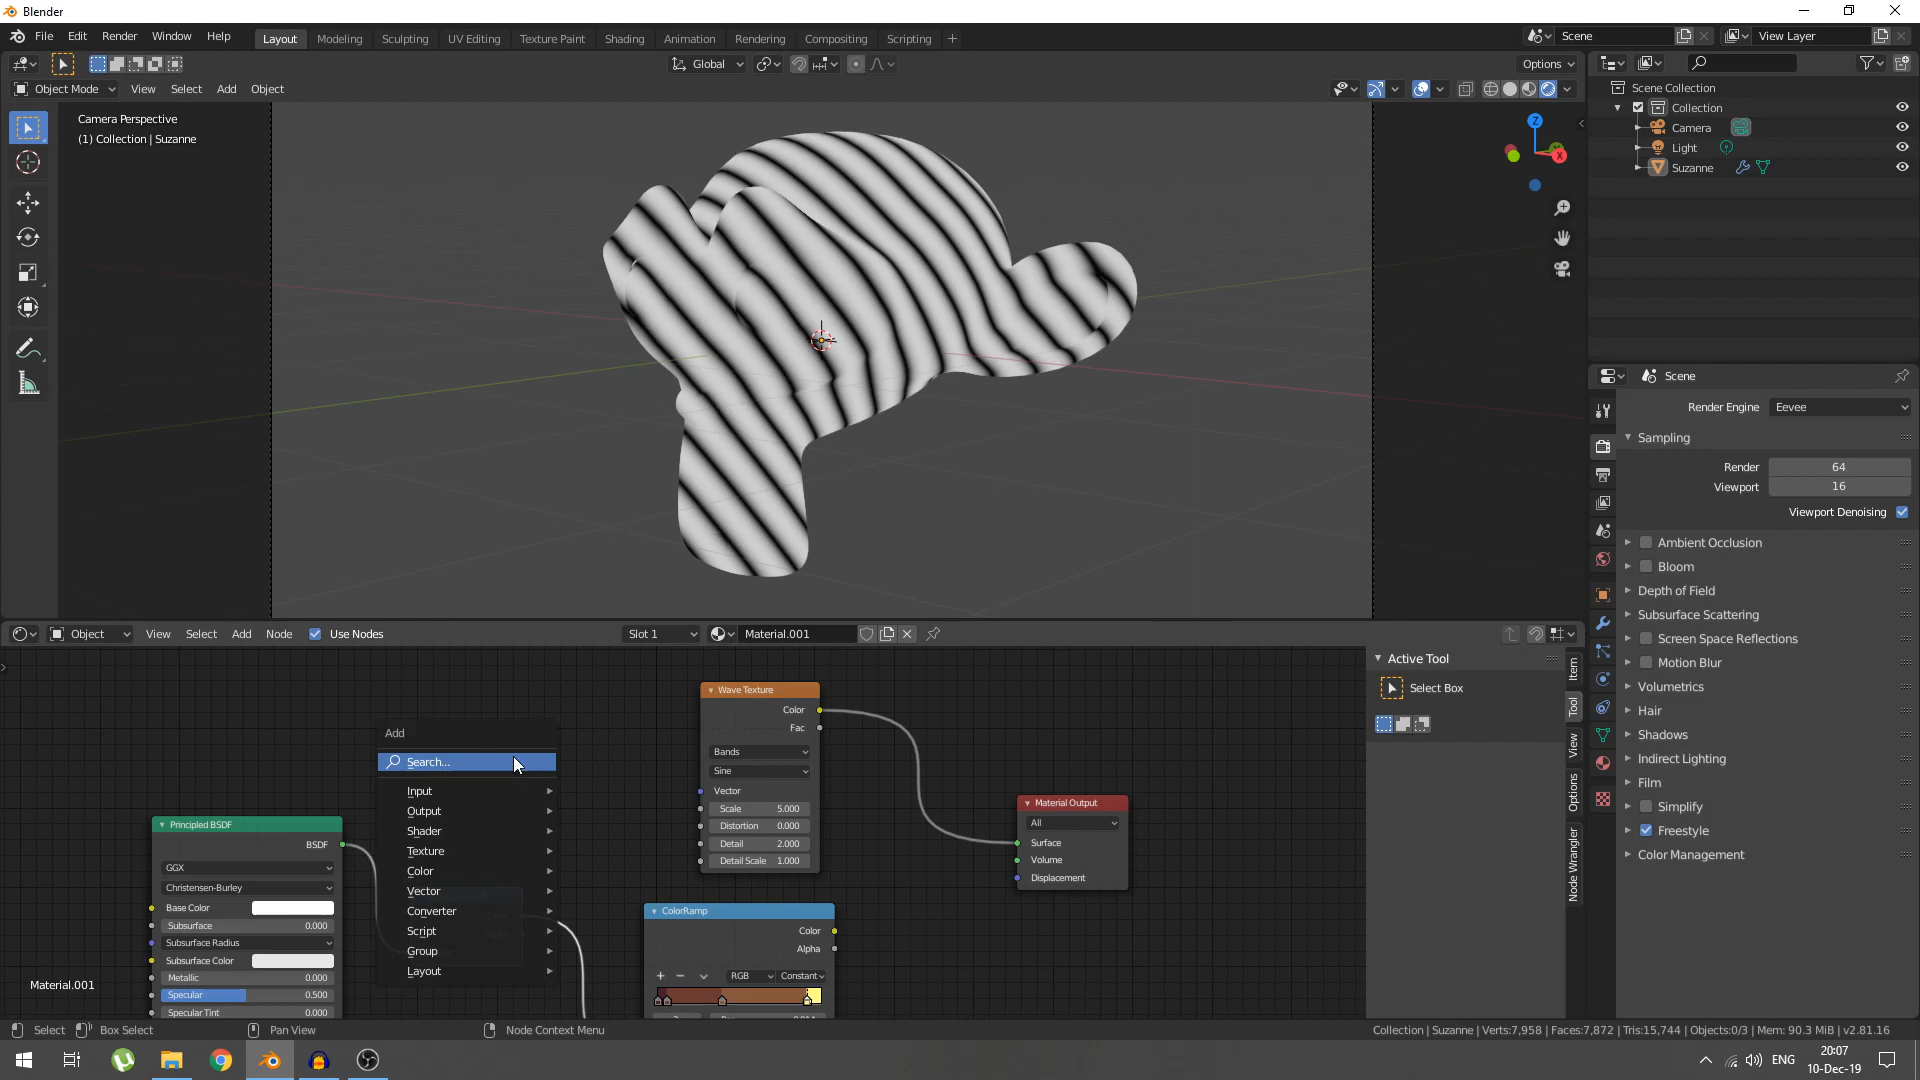 Blender
File Edit Render Window Help
Layout Modeling Sculpting UV Editing Texture Paint Shading Animation Rendering Compositing Scripting +
Scene
View Layer
Global
Options
Object Mode View Select Add Object
Camera Perspective
(1) Collection | Suzanne
Z
X
Scene Collection
Collection
Camera
Light
Suzanne
Scene
Render Engine Eevee
Sampling
Render 64
Viewport 16
Viewport Denoising
Ambient Occlusion
Bloom
Depth of Field
Subsurface Scattering
Screen Space Reflections
Motion Blur
Volumetrics
Hair
Shadows
Indirect Lighting
Film
Simplify
Freestyle
Color Management
Object View Select Add Node Use Nodes
Slot 1
Material.001
Active Tool
Select Box
Item
Tool
View
Options
Node Wrangler
Add
Search...
Input
Output
Shader
Texture
Color
Vector
Converter
Script
Group
Layout
Principled BSDF
BSDF
GGX
Christensen-Burley
Base Color
Subsurface 0.000
Subsurface Radius
Subsurface Color
Metallic 0.000
Specular 0.500
Specular Tint 0.000
Wave Texture
Color
Fac
Bands
Sine
Vector
Scale 5.000
Distortion 0.000
Detail 2.000
Detail Scale 1.000
ColorRamp
Color
Alpha
+ − RGB Constant
Material Output
All
Surface
Volume
Displacement
Material.001
Select Box Select Pan View Node Context Menu
Collection | Suzanne | Verts:7,958 | Faces:7,872 | Tris:15,744 | Objects:0/3 | Mem: 90.3 MiB | v2.81.16
ENG
20:07
10-Dec-19